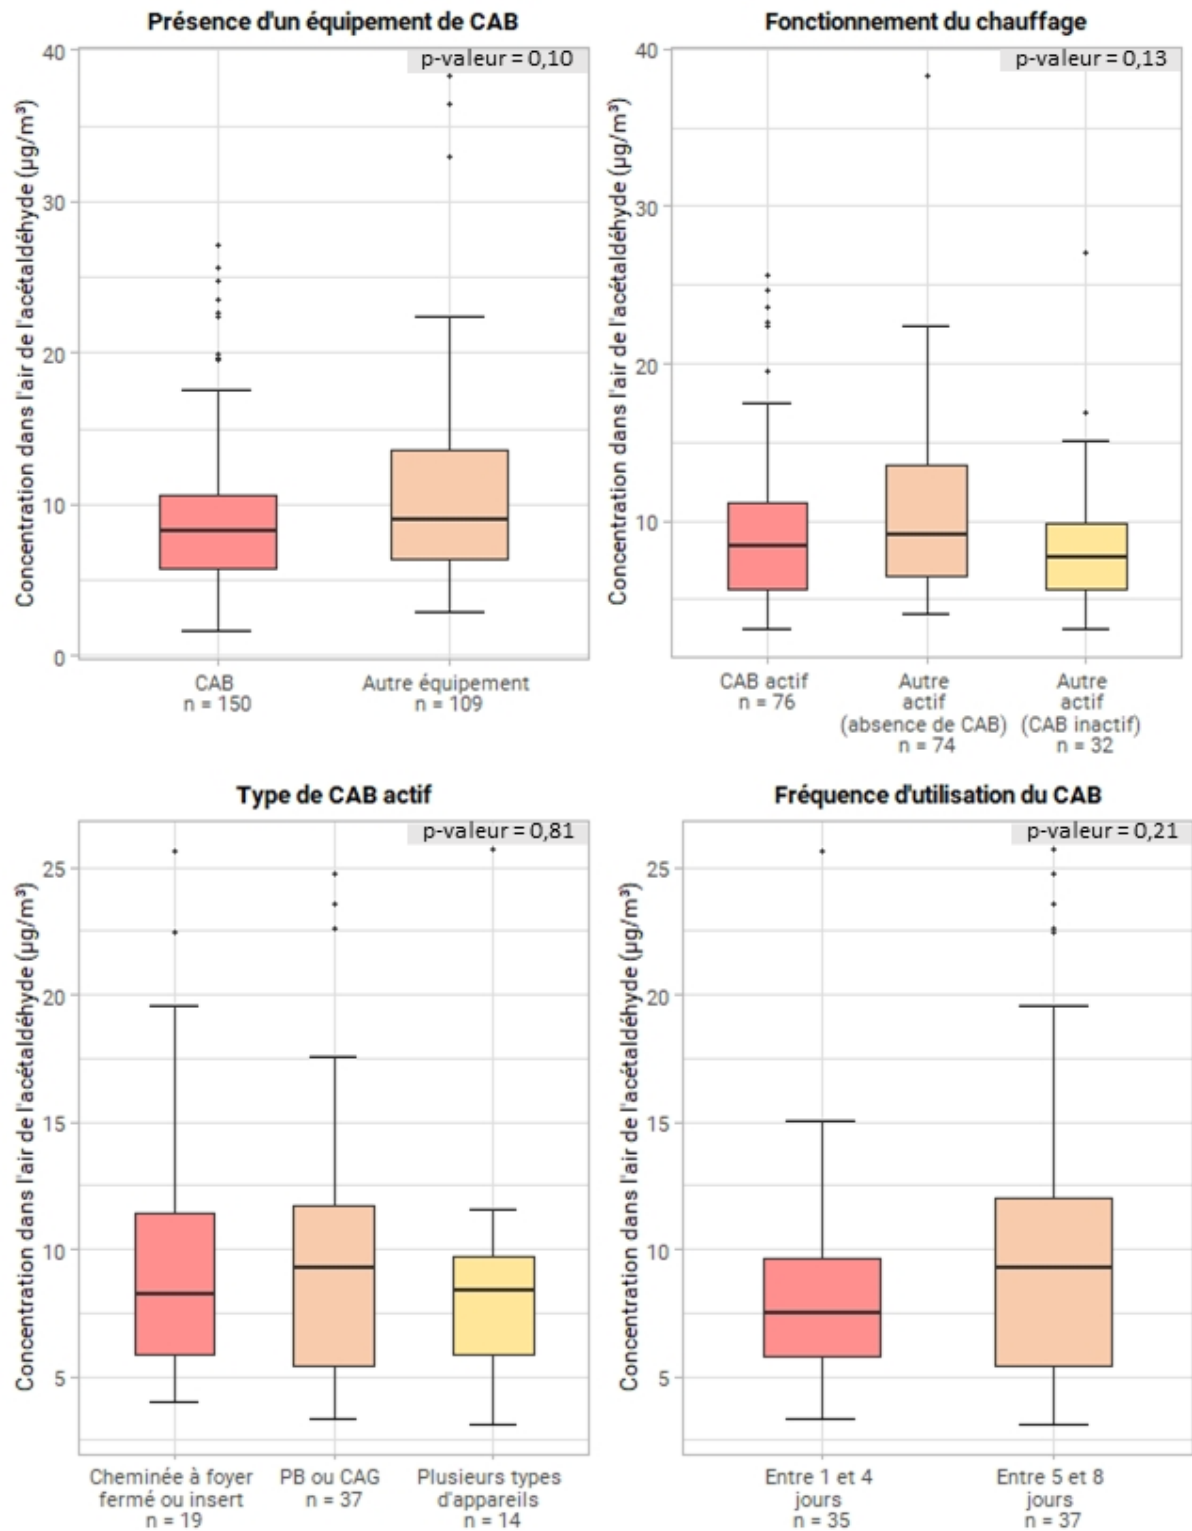 Présence d'un équipement de CAB
p-valeur = 0,10
Concentration dans l'air de l'acétaldéhyde (µg/m³)
40
30
20
10
0
CAB
n = 150
Autre équipement
n = 109
Fonctionnement du chauffage
p-valeur = 0,13
Concentration dans l'air de l'acétaldéhyde (µg/m³)
40
30
20
10
CAB actif
n = 76
Autre
actif
(absence de CAB)
n = 74
Autre
actif
(CAB inactif)
n = 32
Type de CAB actif
p-valeur = 0,81
Concentration dans l'air de l'acétaldéhyde (µg/m³)
25
20
15
10
5
Cheminée à foyer
fermé ou insert
n = 19
PB ou CAG
n = 37
Plusieurs types
d'appareils
n = 14
Fréquence d'utilisation du CAB
p-valeur = 0,21
Concentration dans l'air de l'acétaldéhyde (µg/m³)
25
20
15
10
5
Entre 1 et 4
jours
n = 35
Entre 5 et 8
jours
n = 37